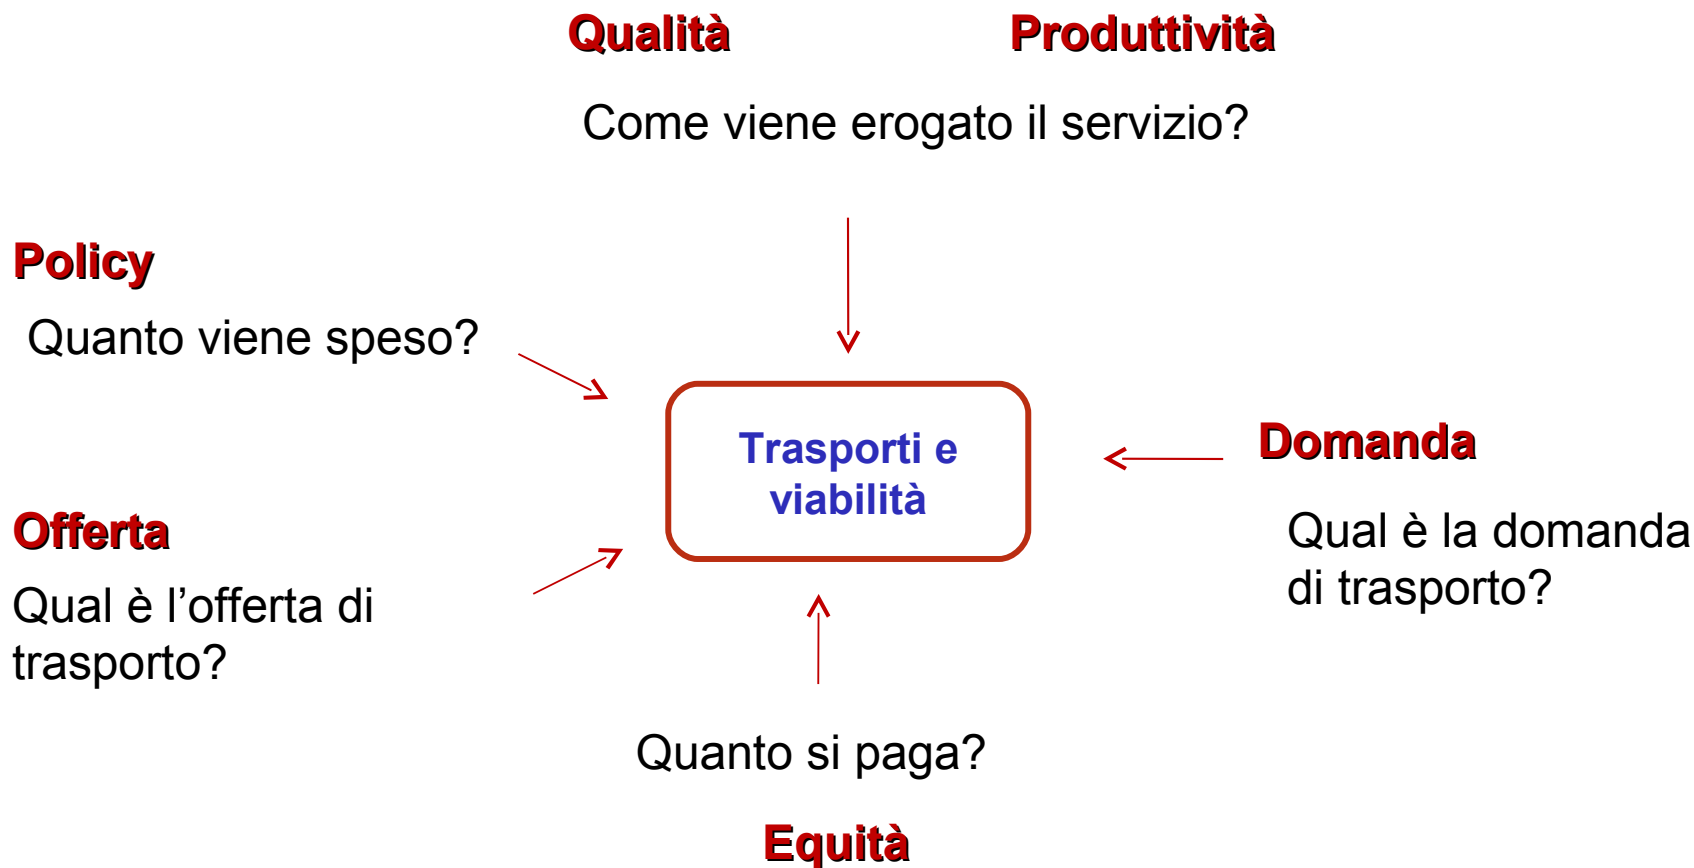 Qualità Produttività
Come viene erogato il servizio?
Policy
Quanto viene speso?
Trasporti e
viabilità
Domanda
Qual è la domanda
di trasporto?
Offerta
Qual è l’offerta di
trasporto?
Quanto si paga?
Equità